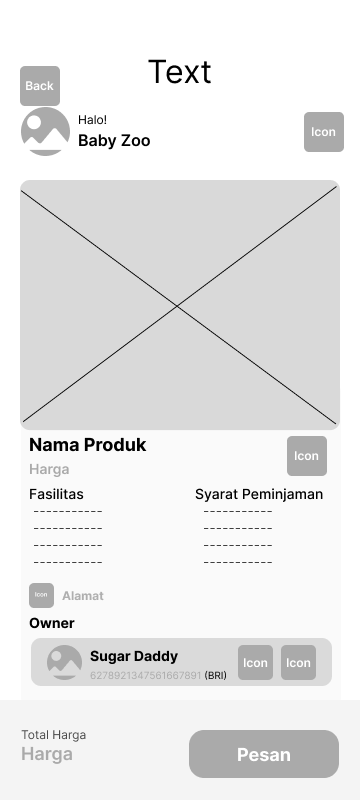 Text
Back
Halo!
Baby Zoo
Icon
Nama Produk
Icon
Harga
Fasilitas
Syarat Peminjaman
-----------
-----------
-----------
-----------
-----------
-----------
-----------
-----------
Icon
Alamat
Owner
Sugar Daddy
6278921347561667891 (BRI)
Icon
Icon
Total Harga
Harga
Pesan